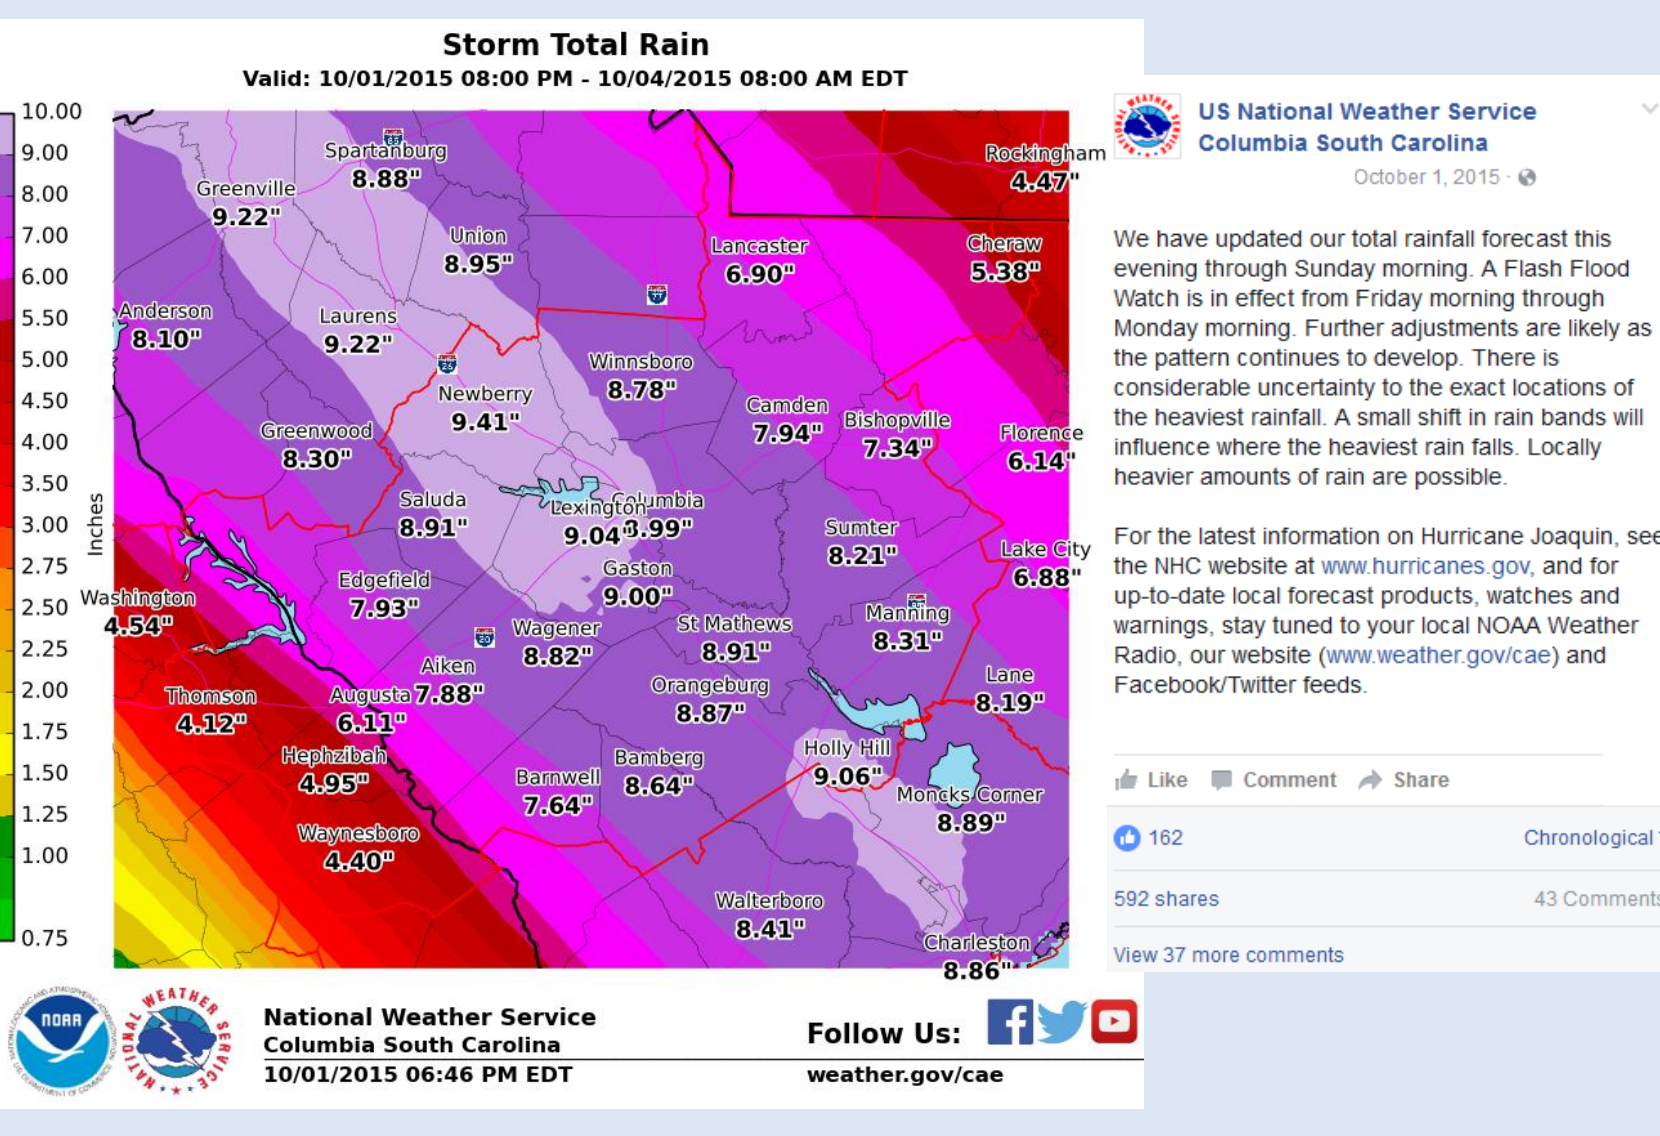 Storm Total Rain
Valid: 10/01/2015 08:00 PM - 10/04/2015 08:00 AM EDT
10.00
9.00
8.00
7.00
6.00
5.50
5.00
4.50
4.00
3.50
3.00
2.75
2.50
2.25
2.00
1.75
1.50
1.25
1.00
0.75
Inches
Spartanburg
8.88"
Rockingham
4.47"
Greenville
9.22"
Union
8.95"
Lancaster
6.90"
Cheraw
5.38"
77
Anderson
8.10"
Laurens
9.22"
26
Winnsboro
8.78"
Newberry
9.41"
Camden
7.94"
Bishopville
7.34"
Florence
6.14"
Greenwood
8.30"
Saluda
8.91"
Lexington
9.04"
Columbia
8.99"
Sumter
8.21"
Lake City
6.88"
Gaston
9.00"
Edgefield
7.93"
Washington
4.54"
Wagener
8.82"
St Mathews
8.91"
Manning
8.31"
20
Aiken
7.88"
Orangeburg
8.87"
Lane
8.19"
Thomson
4.12"
Augusta
6.11"
Hephzibah
4.95"
Barnwell
7.64"
Bamberg
8.64"
Holly Hill
9.06"
Moncks Corner
8.89"
Waynesboro
4.40"
Walterboro
8.41"
Charleston
8.86"
NOAA
NATIONAL WEATHER SERVICE
National Weather Service
Columbia South Carolina
10/01/2015 06:46 PM EDT
Follow Us:
weather.gov/cae
US National Weather Service
Columbia South Carolina
October 1, 2015 ·
We have updated our total rainfall forecast this
evening through Sunday morning. A Flash Flood
Watch is in effect from Friday morning through
Monday morning. Further adjustments are likely as
the pattern continues to develop. There is
considerable uncertainty to the exact locations of
the heaviest rainfall. A small shift in rain bands will
influence where the heaviest rain falls. Locally
heavier amounts of rain are possible.
For the latest information on Hurricane Joaquin, see
the NHC website at www.hurricanes.gov, and for
up-to-date local forecast products, watches and
warnings, stay tuned to your local NOAA Weather
Radio, our website (www.weather.gov/cae) and
Facebook/Twitter feeds.
Like Comment Share
162 Chronological
592 shares 43 Comments
View 37 more comments